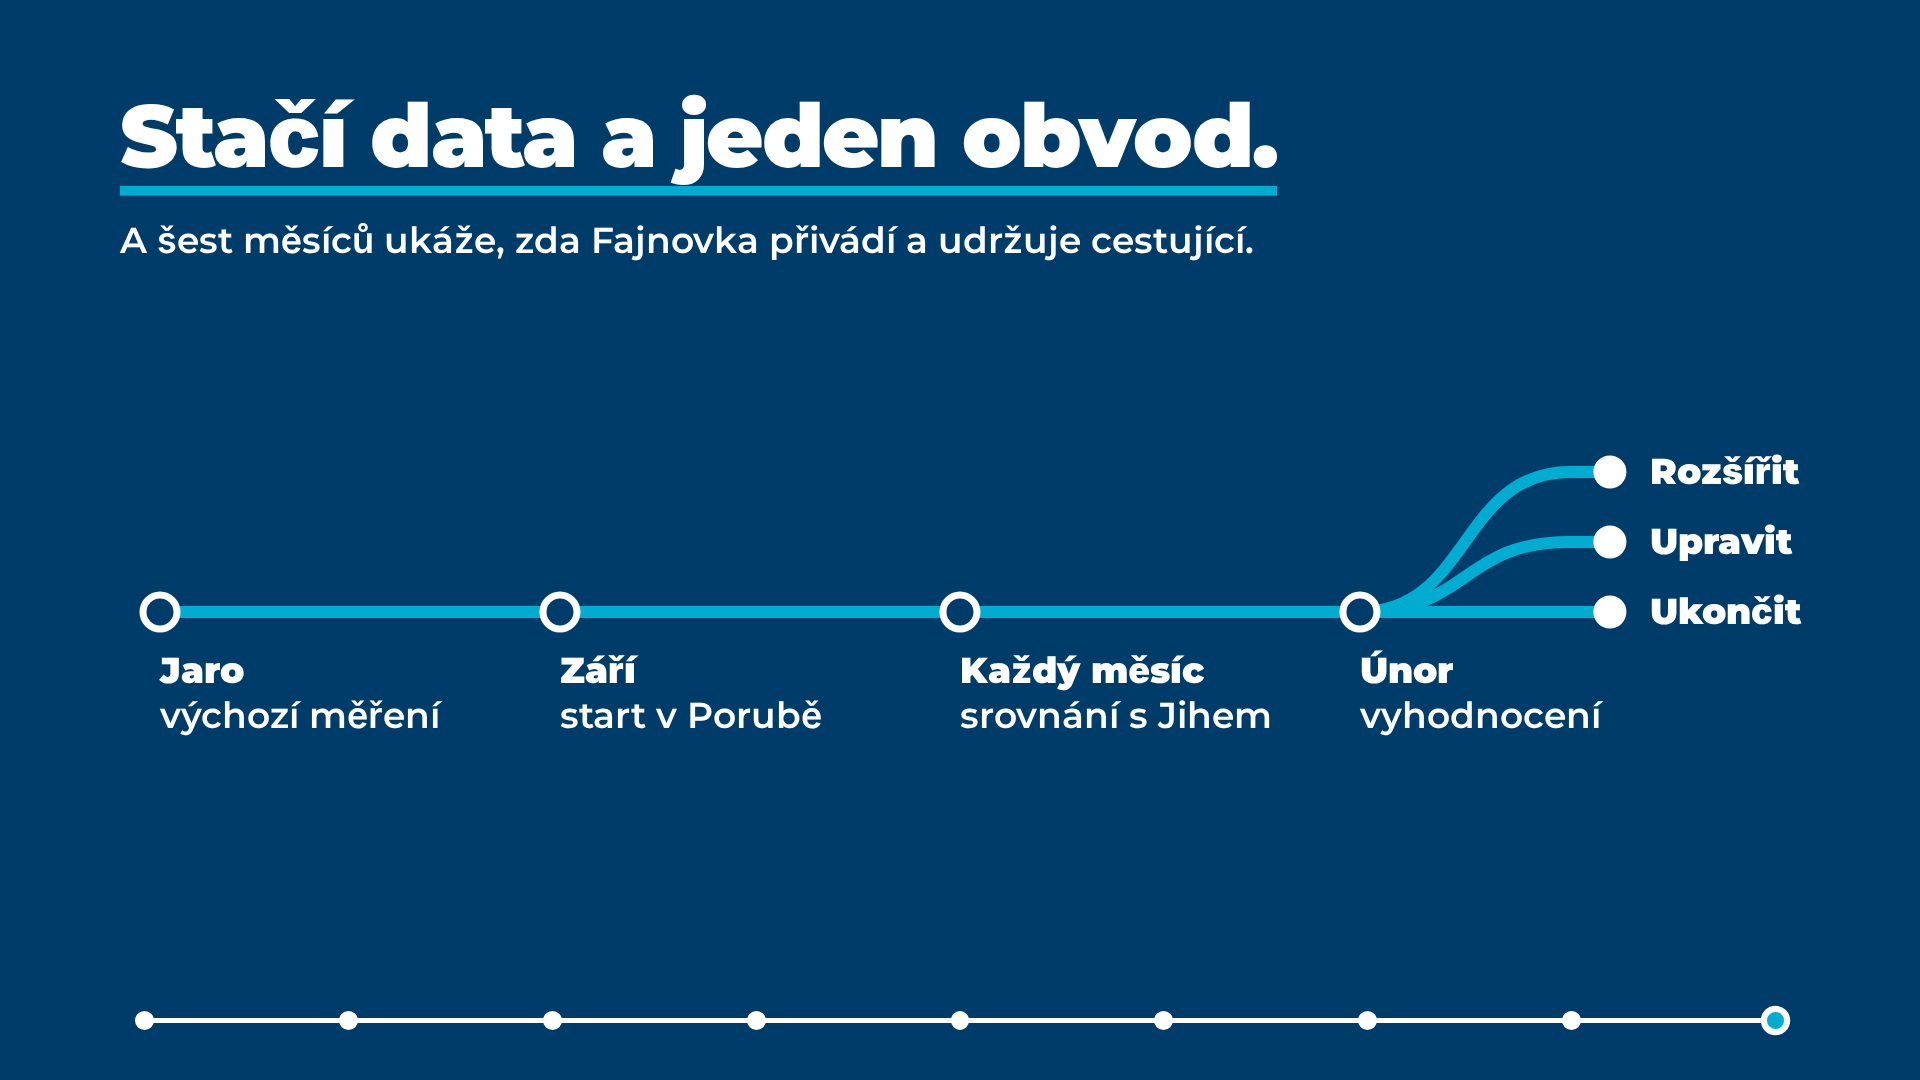 Stačí data a jeden obvod.
A šest měsíců ukáže, zda Fajnovka přivádí a udržuje cestující.
Rozšířit
Upravit
Ukončit
Jaro
výchozí měření
Září
start v Porubě
Každý měsíc
srovnání s Jihem
Únor
vyhodnocení